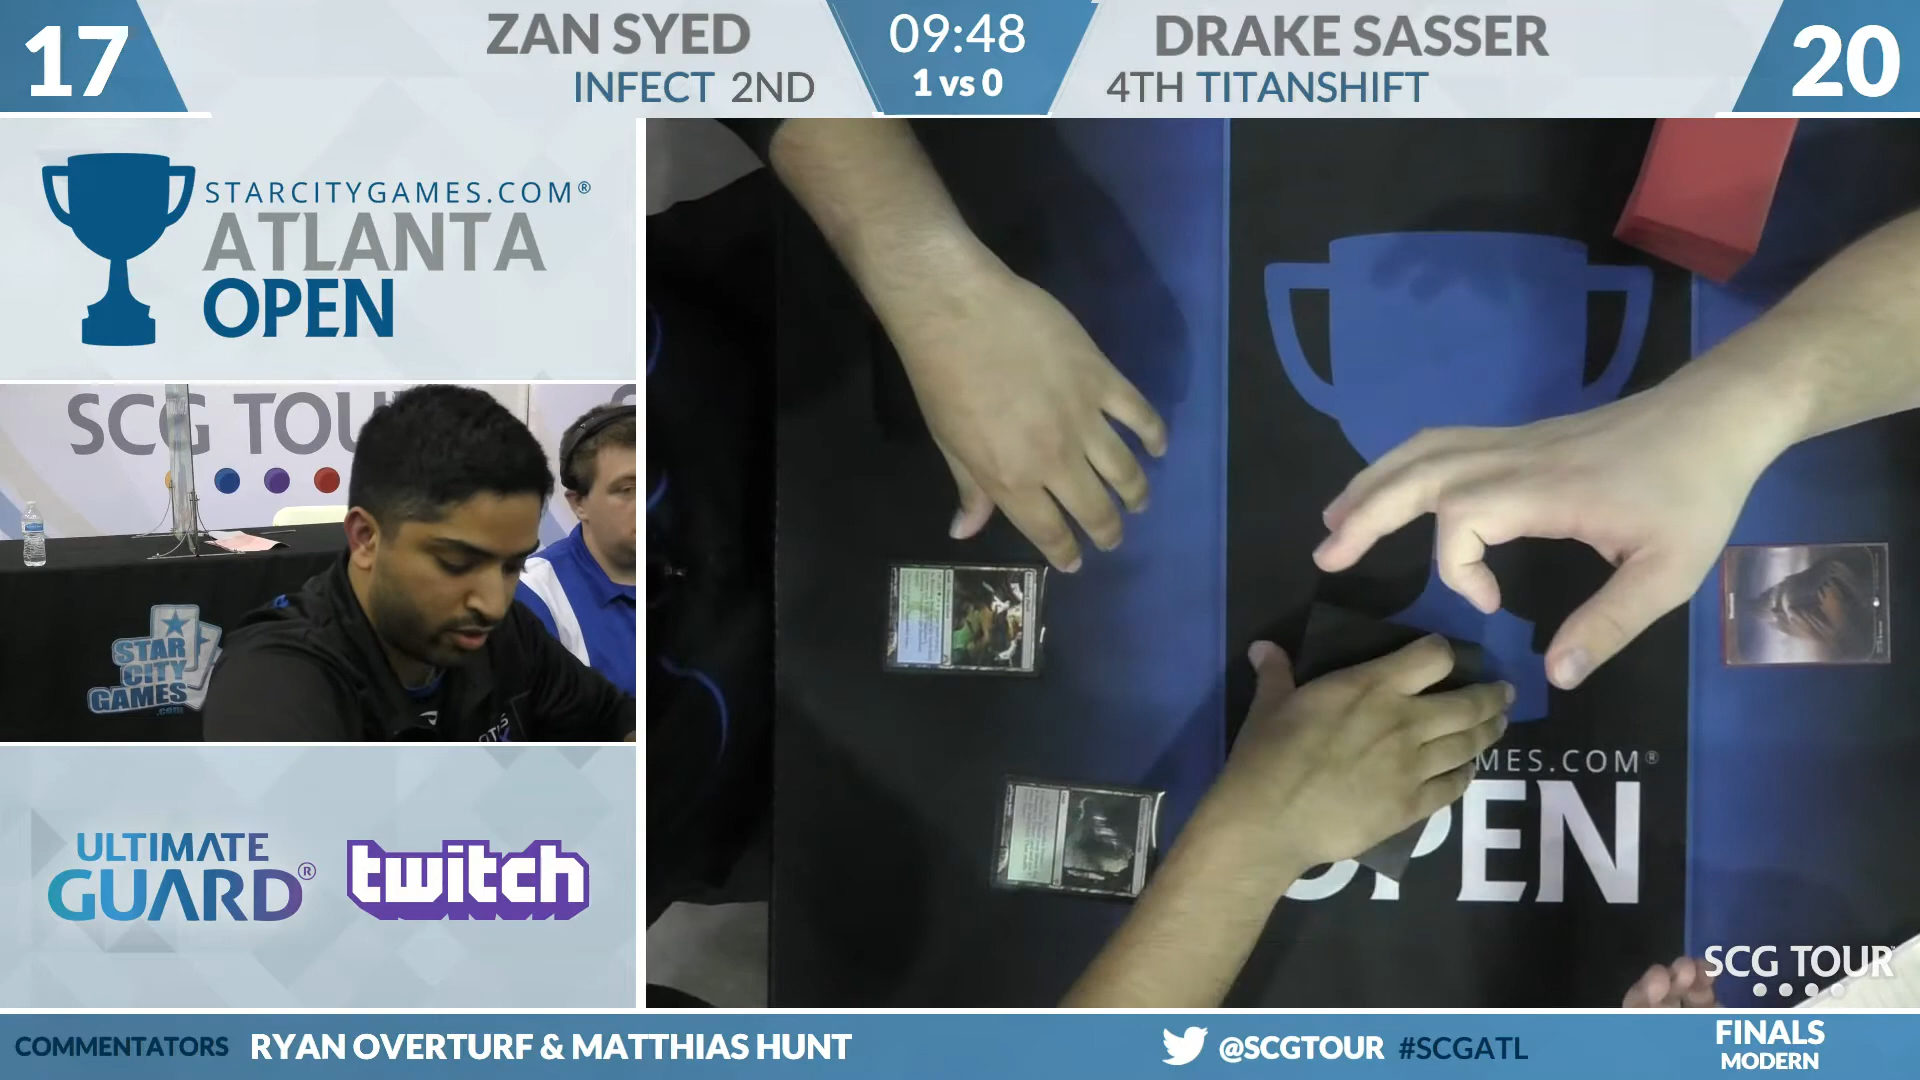 17
ZAN SYED
INFECT 2ND
09:48
1 vs 0
DRAKE SASSER
4TH TITANSHIFT
20
STARCITYGAMES.COM®
ATLANTA
OPEN
SCG TOU
STAR
CITY
GAMES
.com
ULTIMATE
GUARD®
twitch
MES.COM®
PEN
SCG TOUR
COMMENTATORS RYAN OVERTURF & MATTHIAS HUNT
@SCGTOUR #SCGATL
FINALS
MODERN